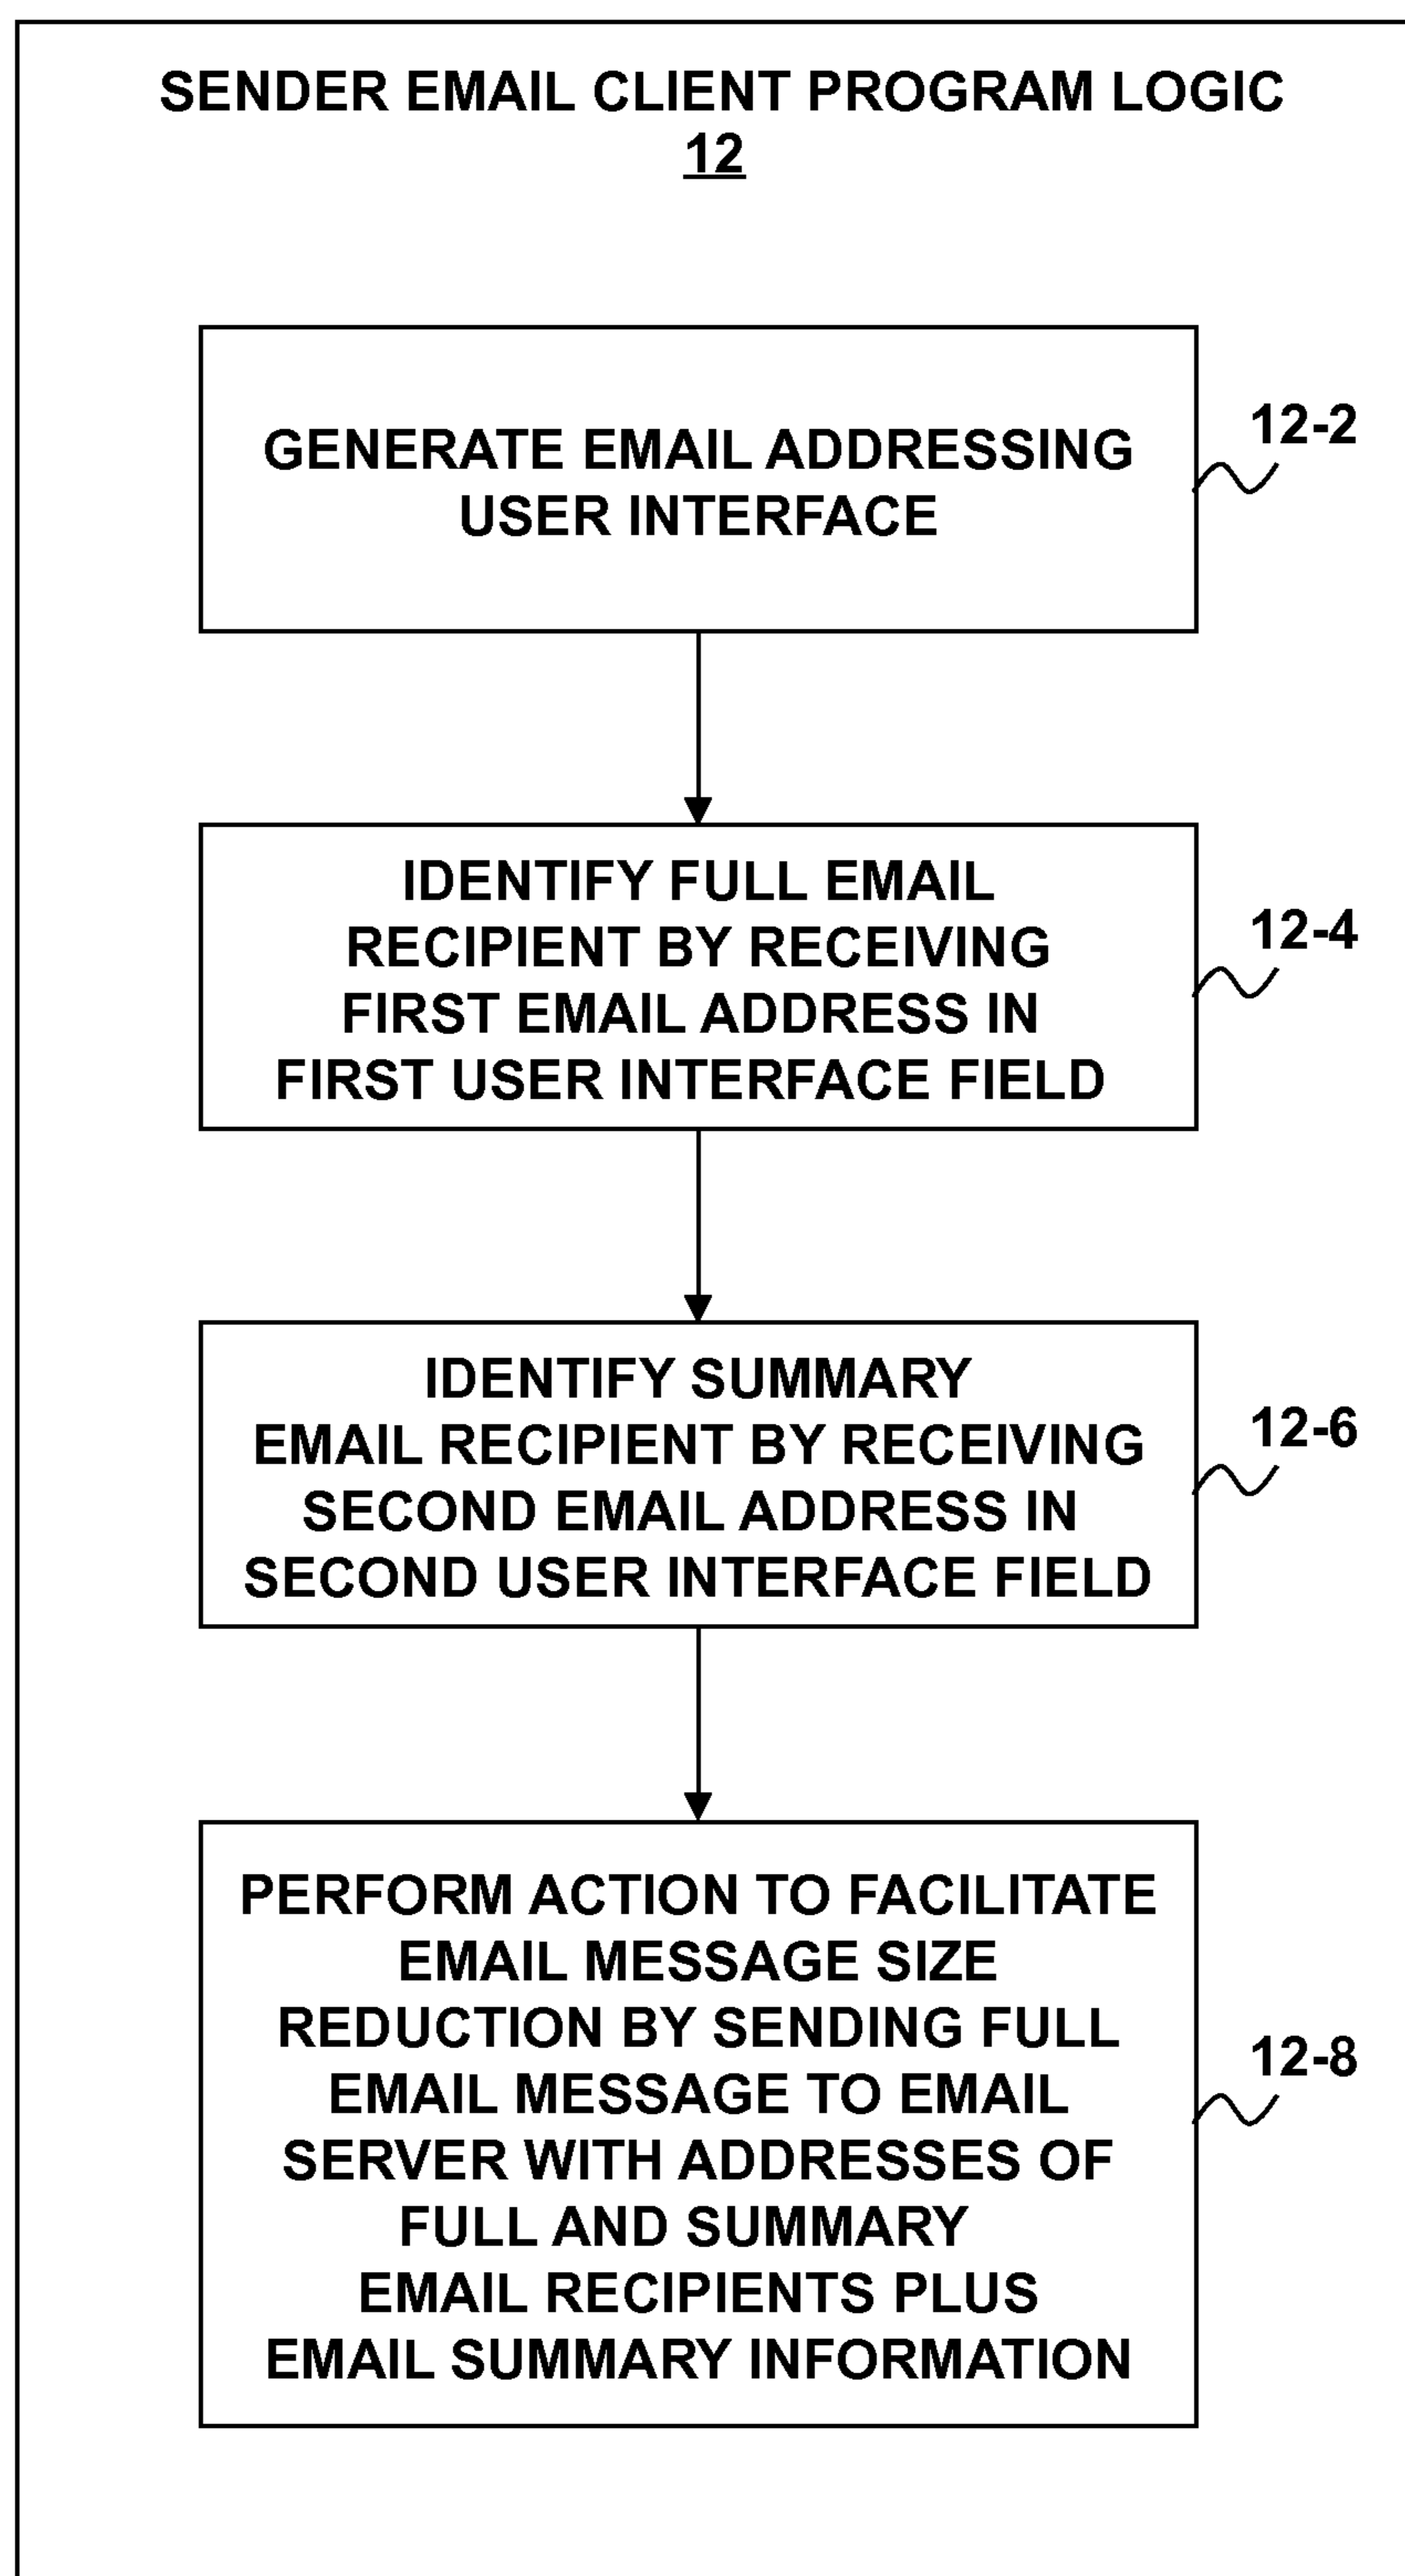 SENDER EMAIL CLIENT PROGRAM LOGIC
12
GENERATE EMAIL ADDRESSING
USER INTERFACE
12-2
IDENTIFY FULL EMAIL
RECIPIENT BY RECEIVING
FIRST EMAIL ADDRESS IN
FIRST USER INTERFACE FIELD
12-4
IDENTIFY SUMMARY
EMAIL RECIPIENT BY RECEIVING
SECOND EMAIL ADDRESS IN
SECOND USER INTERFACE FIELD
12-6
PERFORM ACTION TO FACILITATE
EMAIL MESSAGE SIZE
REDUCTION BY SENDING FULL
EMAIL MESSAGE TO EMAIL
SERVER WITH ADDRESSES OF
FULL AND SUMMARY
EMAIL RECIPIENTS PLUS
EMAIL SUMMARY INFORMATION
12-8